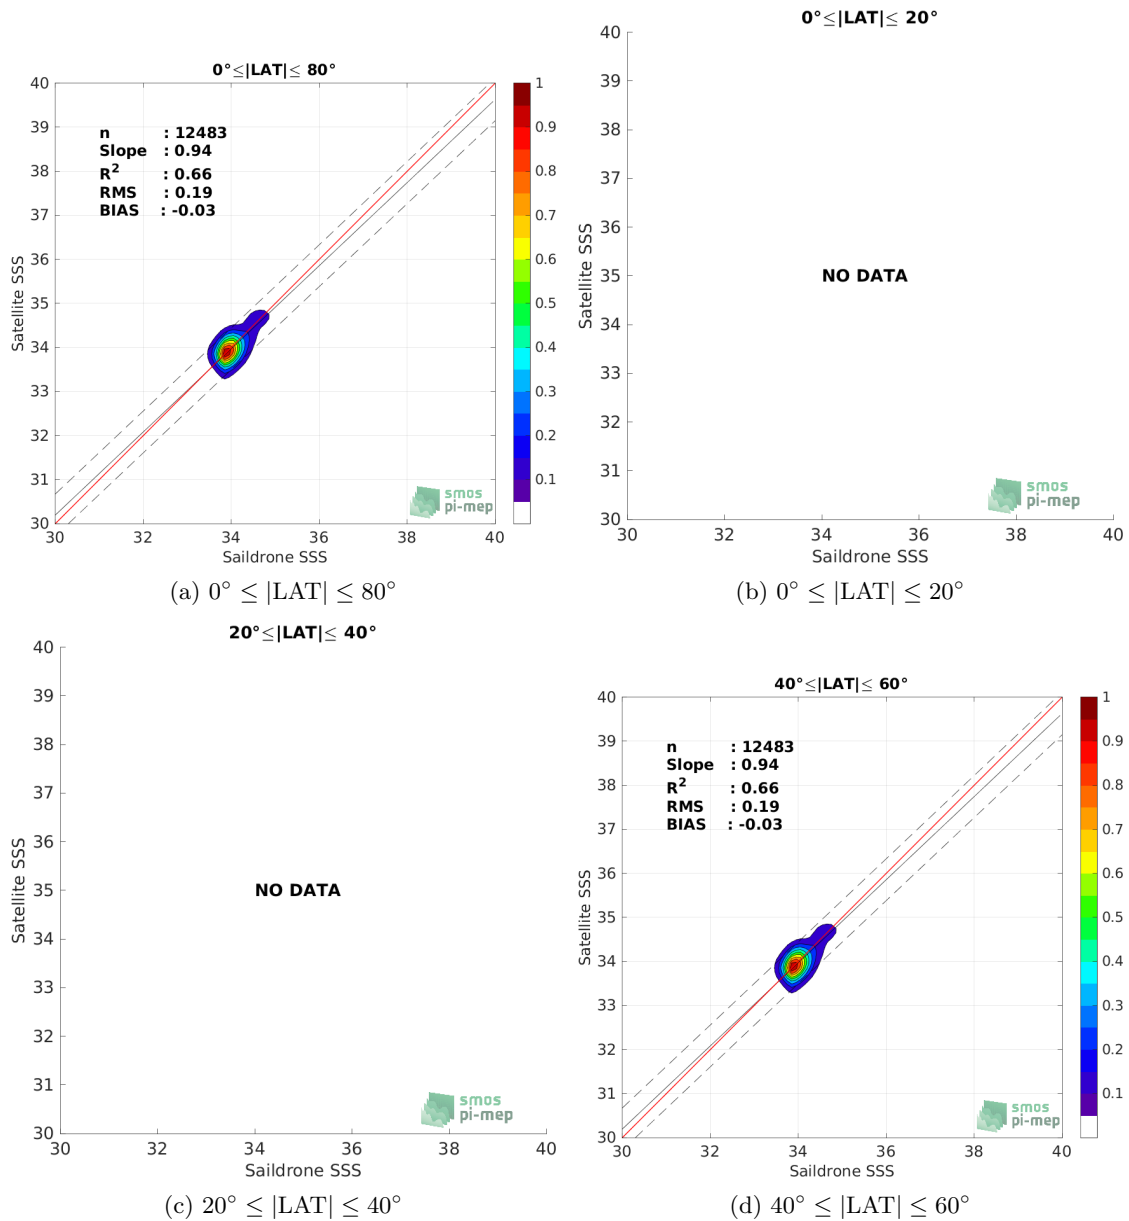 0°≤|LAT|≤ 80°
40
39
38
37
36
35
34
33
32
31
30
Satellite SSS
n : 12483
Slope : 0.94
R² : 0.66
RMS : 0.19
BIAS : -0.03
smos
pi-mep
30 32 34 36 38 40
Saildrone SSS
1
0.9
0.8
0.7
0.6
0.5
0.4
0.3
0.2
0.1
(a) 0° ≤ |LAT| ≤ 80°
0°≤|LAT|≤ 20°
40
39
38
37
36
35
34
33
32
31
30
Satellite SSS
NO DATA
smos
pi-mep
30 32 34 36 38 40
Saildrone SSS
(b) 0° ≤ |LAT| ≤ 20°
20°≤|LAT|≤ 40°
40
39
38
37
36
35
34
33
32
31
30
Satellite SSS
NO DATA
smos
pi-mep
30 32 34 36 38 40
Saildrone SSS
(c) 20° ≤ |LAT| ≤ 40°
40°≤|LAT|≤ 60°
40
39
38
37
36
35
34
33
32
31
30
Satellite SSS
n : 12483
Slope : 0.94
R² : 0.66
RMS : 0.19
BIAS : -0.03
smos
pi-mep
30 32 34 36 38 40
Saildrone SSS
1
0.9
0.8
0.7
0.6
0.5
0.4
0.3
0.2
0.1
(d) 40° ≤ |LAT| ≤ 60°